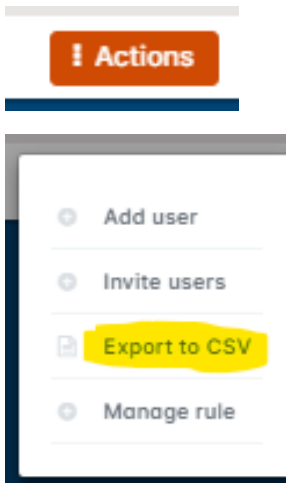 Actions
Add user
Invite users
Export to CSV
Manage rule